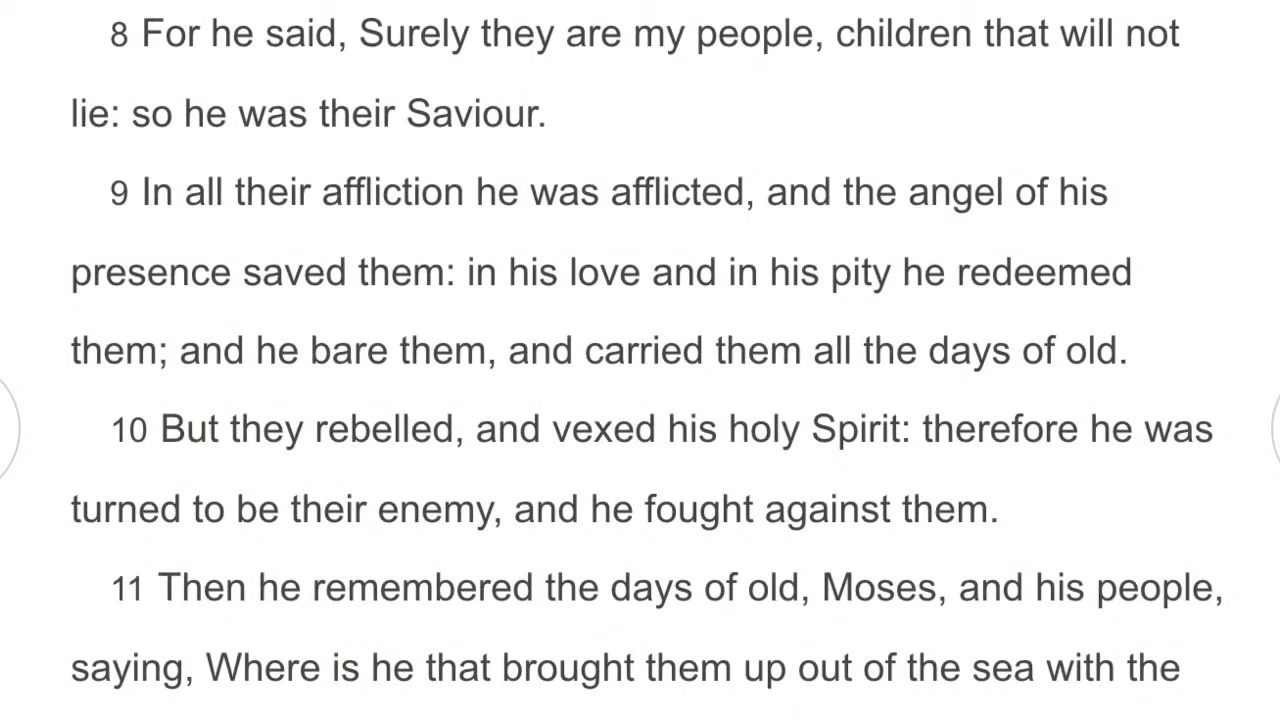 8 For he said, Surely they are my people, children that will not
lie: so he was their Saviour.
9 In all their affliction he was afflicted, and the angel of his
presence saved them: in his love and in his pity he redeemed
them; and he bare them, and carried them all the days of old.
10 But they rebelled, and vexed his holy Spirit: therefore he was
turned to be their enemy, and he fought against them.
11 Then he remembered the days of old, Moses, and his people,
saying, Where is he that brought them up out of the sea with the